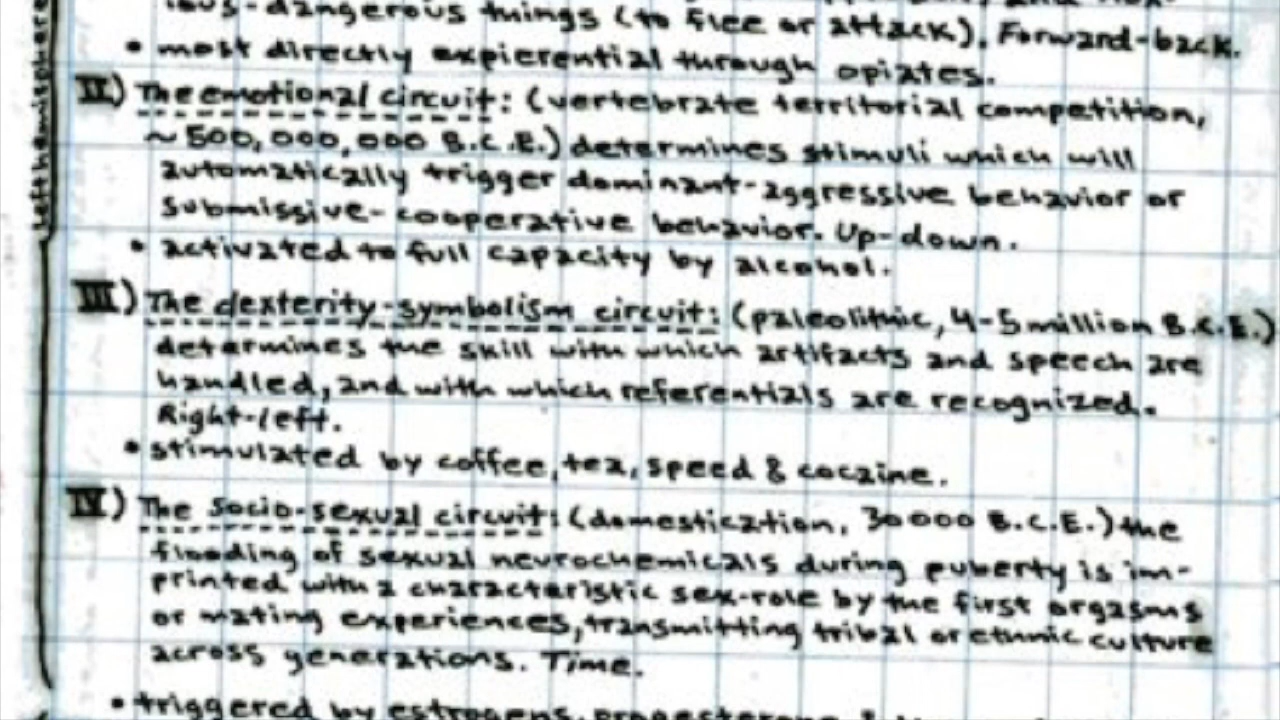 ious-dangerous things (to flee or attack). Forward-back.
• most directly expierential through opiates.
II) The emotional circuit: (vertebrate territorial competition,
~500,000,000 B.C.E.) determines stimuli which will
automatically trigger dominant-aggressive behavior or
submissive-cooperative behavior. Up-down.
• activated to full capacity by alcohol.
III) The dexterity-symbolism circuit: (paleolithic, 4-5 million B.C.E.)
determines the skill with which artifacts and speech are
handled, and with which referentials are recognized.
Right-left.
• stimulated by coffee, tea, speed & cocaine.
IV) The Socio-sexual circuit: (domestication, 30000 B.C.E.) the
flooding of sexual neurochemicals during puberty is im-
printed with a characteristic sex-role by the first orgasms
or mating experiences, transmitting tribal or ethnic culture
across generations. Time.
• triggered by estrogens, progesterone
left hemisphere